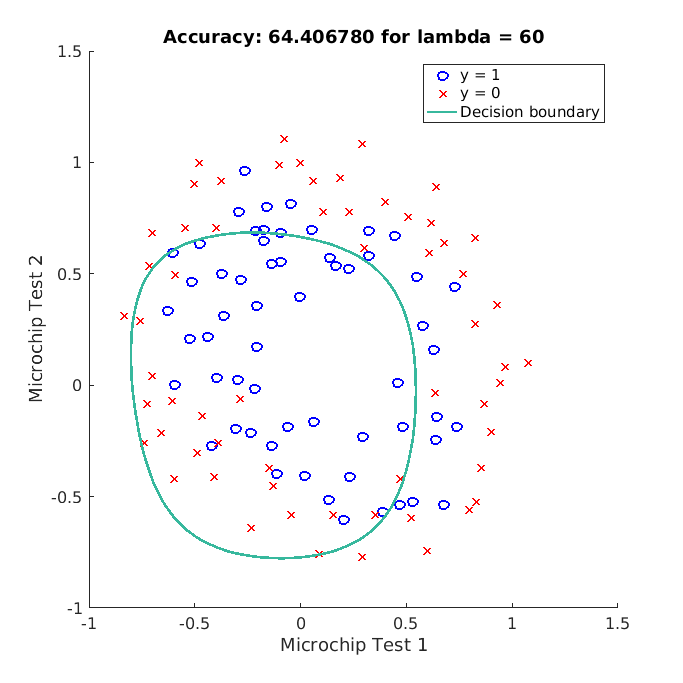 Accuracy: 64.406780 for lambda = 60
1.5
y = 1
y = 0
Decision boundary
1
0.5
0
-0.5
-1
Microchip Test 2
-1
-0.5
0
0.5
1
1.5
Microchip Test 1